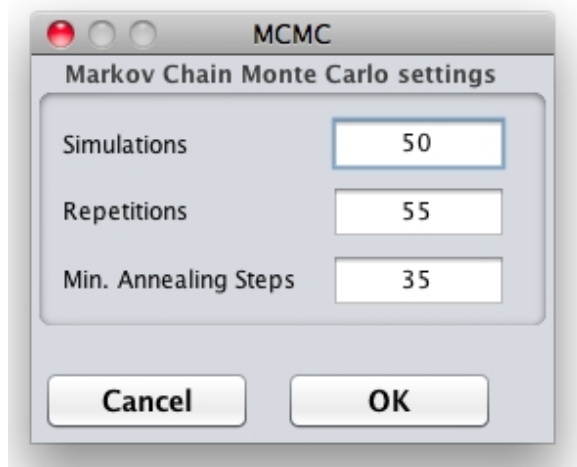 MCMC
Markov Chain Monte Carlo settings
Simulations 50
Repetitions 55
Min. Annealing Steps 35
Cancel OK